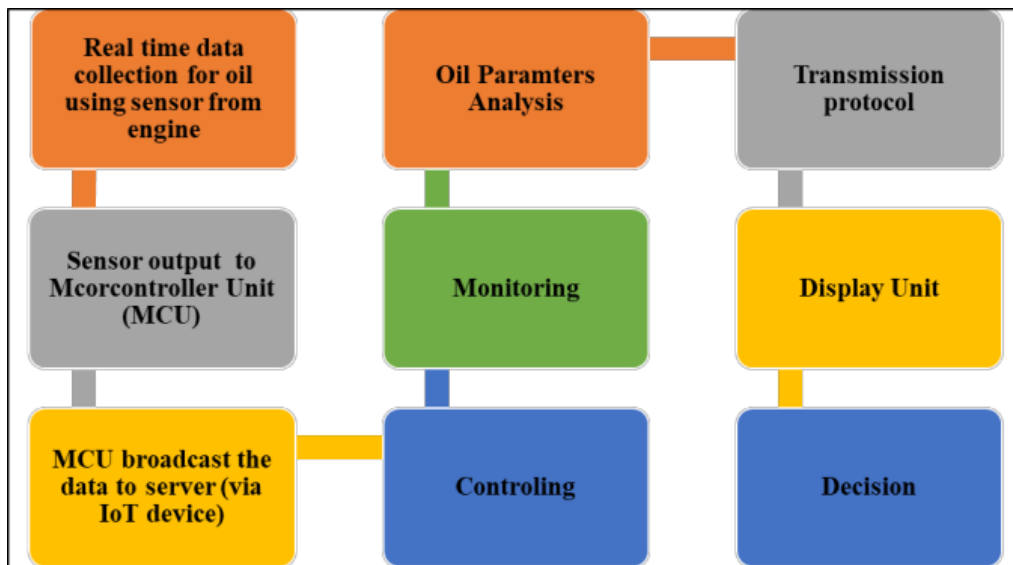 Real time data
collection for oil
using sensor from
engine
Sensor output to
Mcorcontroller Unit
(MCU)
MCU broadcast the
data to server (via
IoT device)
Controling
Monitoring
Oil Paramters
Analysis
Transmission
protocol
Display Unit
Decision